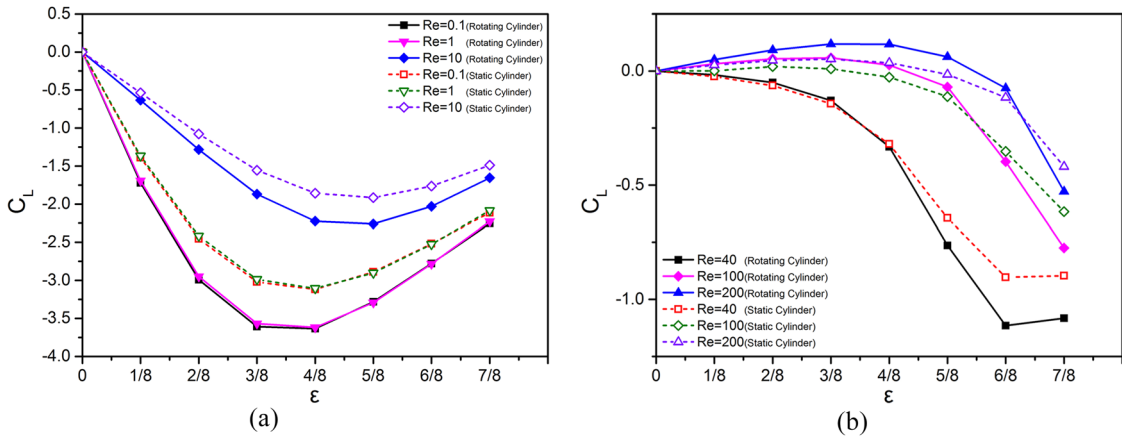 0.5
0.0
-0.5
-1.0
-1.5
-2.0
-2.5
-3.0
-3.5
-4.0
C_L
Re=0.1 (Rotating Cylinder)
Re=1 (Rotating Cylinder)
Re=10 (Rotating Cylinder)
Re=0.1 (Static Cylinder)
Re=1 (Static Cylinder)
Re=10 (Static Cylinder)
0 1/8 2/8 3/8 4/8 5/8 6/8 7/8
ε
(a)
0.0
-0.5
-1.0
C_L
Re=40 (Rotating Cylinder)
Re=100 (Rotating Cylinder)
Re=200 (Rotating Cylinder)
Re=40 (Static Cylinder)
Re=100 (Static Cylinder)
Re=200 (Static Cylinder)
0 1/8 2/8 3/8 4/8 5/8 6/8 7/8
ε
(b)